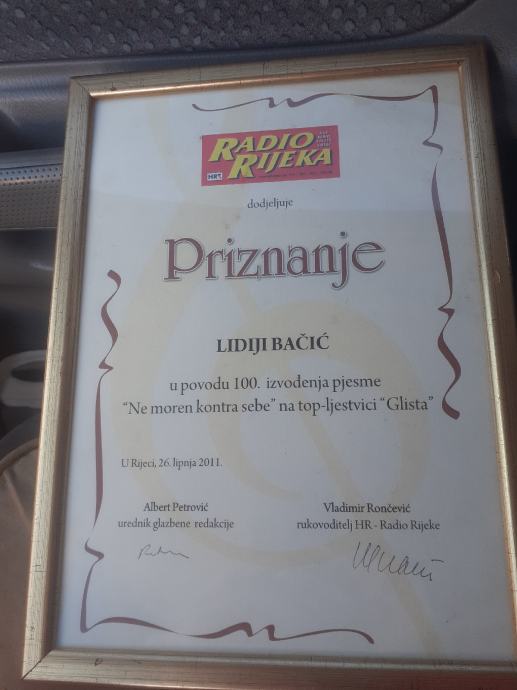 RADIO
RIJEKA
HRT
dodjeljuje
Priznanje
LIDIJI BAČIĆ
u povodu 100. izvođenja pjesme
“Ne moren kontra sebe” na top-ljestvici “Glista”
U Rijeci, 26. lipnja 2011.
Albert Petrović
urednik glazbene redakcije
Vladimir Rončević
rukovoditelj HR - Radio Rijeke